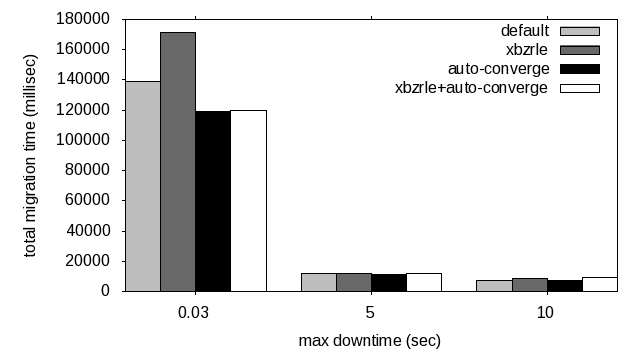 180000
160000
140000
120000
100000
80000
60000
40000
20000
0
total migration time (millisec)
default
xbzrle
auto-converge
xbzrle+auto-converge
0.03
5
10
max downtime (sec)